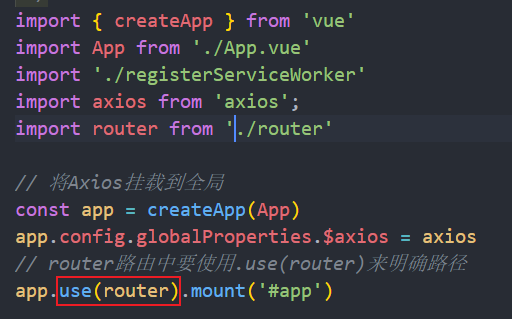 import { createApp } from 'vue'
import App from './App.vue'
import './registerServiceWorker'
import axios from 'axios';
import router from './router'
// 将Axios挂载到全局
const app = createApp(App)
app.config.globalProperties.$axios = axios
// router路由中要使用.use(router)来明确路径
app.use(router).mount('#app')